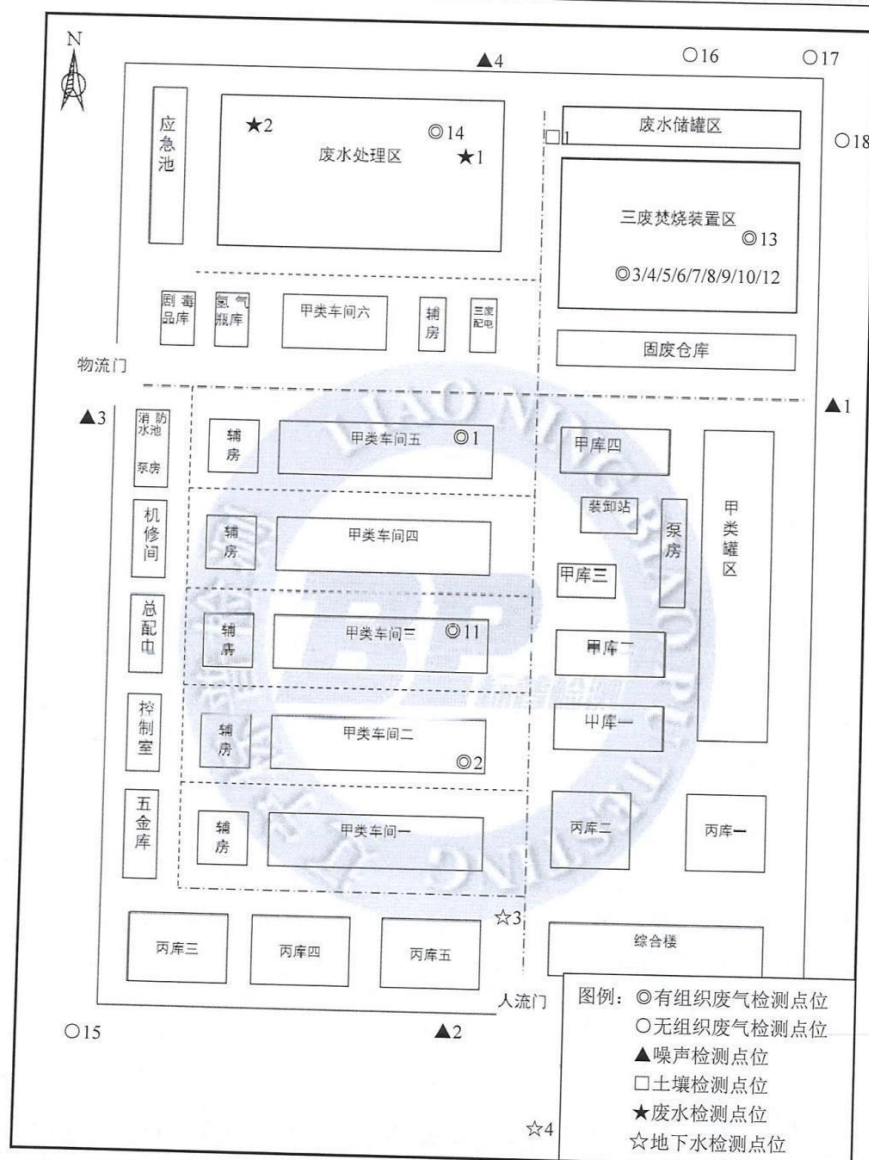 N
▲4
○16
○17
应急池
★2
◎14
★1
废水处理区
□1
废水储罐区
○18
三废焚烧装置区
◎13
◎3/4/5/6/7/8/9/10/12
剧毒
品库
氢气
瓶库
甲类车间六
辅房
三废
配电
固废仓库
物流门
▲3
▲1
消防
水池
泵房
辅房
甲类车间五
◎1
甲库四
机修间
辅房
甲类车间四
装卸站
泵房
甲类罐区
甲库三
总配电
辅房
甲类车间三
◎11
甲库二
控制室
辅房
甲类车间二
◎2
甲库一
五金库
辅房
甲类车间一
丙库二
丙库一
☆3
丙库三
丙库四
丙库五
综合楼
人流门
○15
▲2
☆4
图例：◎有组织废气检测点位
○无组织废气检测点位
▲噪声检测点位
□土壤检测点位
★废水检测点位
☆地下水检测点位
LIAO NING BIAO PU TESTING
BP
标普检测